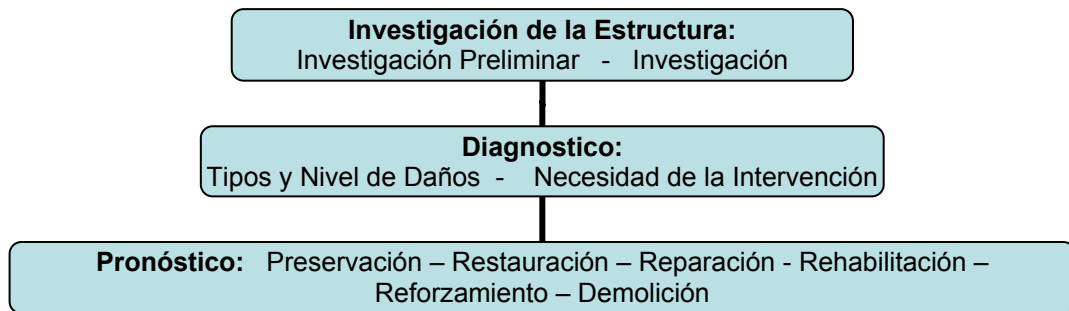 Investigación de la Estructura:
Investigación Preliminar - Investigación
Diagnostico:
Tipos y Nivel de Daños - Necesidad de la Intervención
Pronóstico: Preservación – Restauración – Reparación - Rehabilitación –
Reforzamiento – Demolición